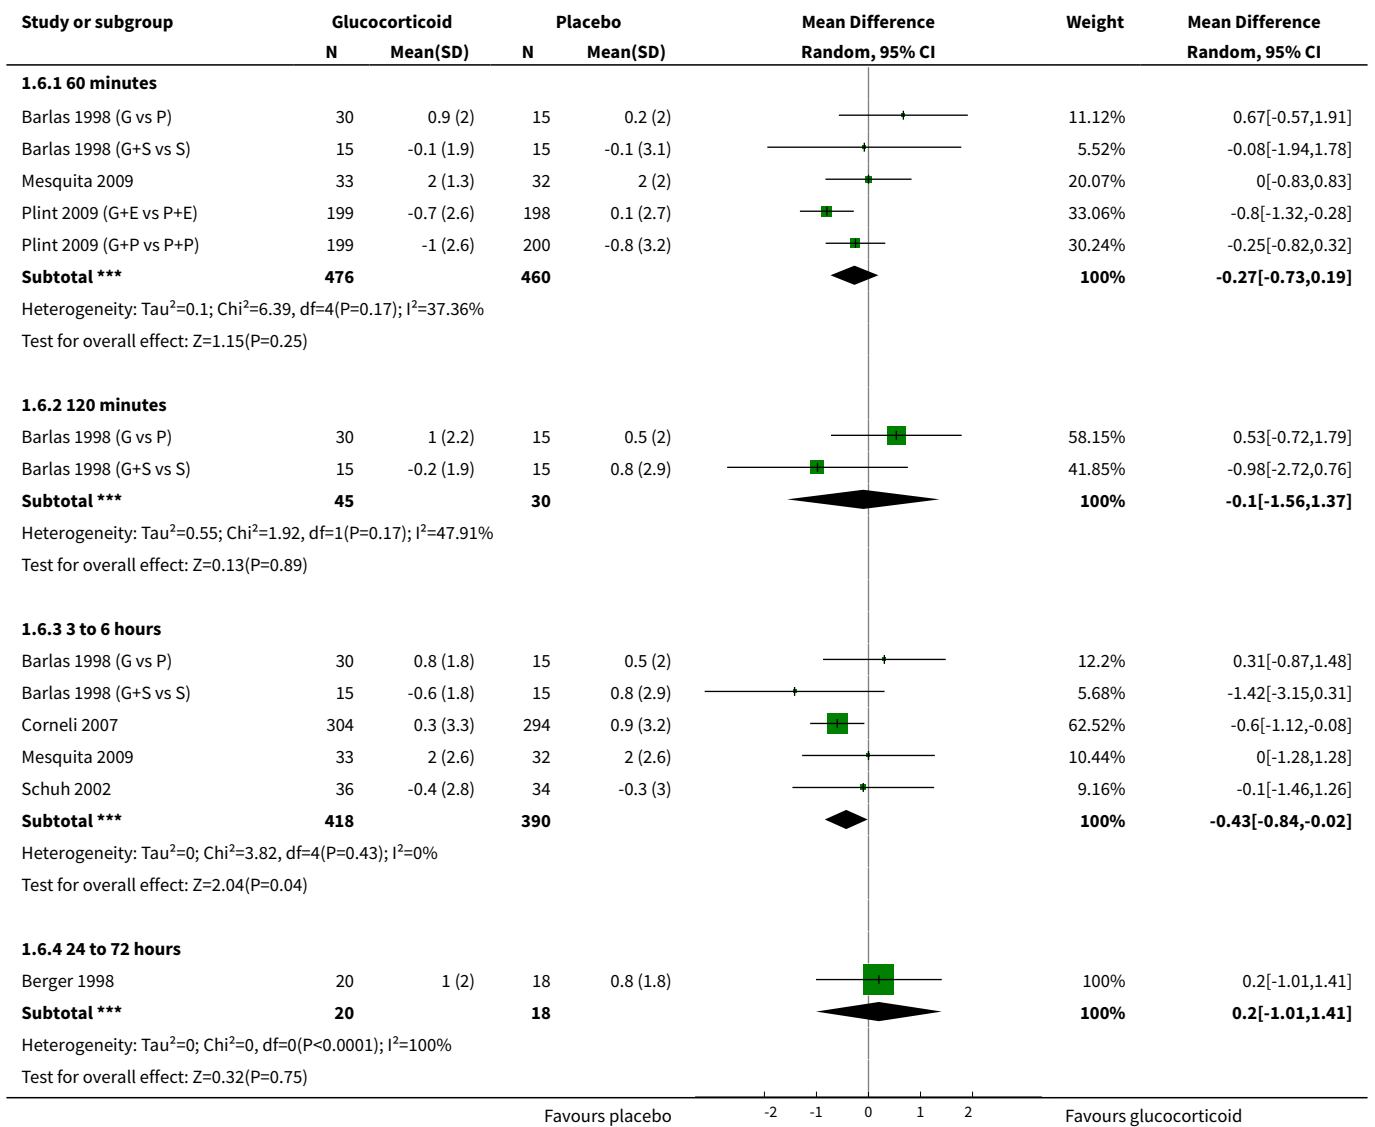 Study or subgroup Glucocorticoid Placebo Mean Difference Weight Mean Difference
N Mean(SD) N Mean(SD) Random, 95% CI Random, 95% CI
1.6.1 60 minutes
Barlas 1998 (G vs P) 30 0.9 (2) 15 0.2 (2) 11.12% 0.67[-0.57,1.91]
Barlas 1998 (G+S vs S) 15 -0.1 (1.9) 15 -0.1 (3.1) 5.52% -0.08[-1.94,1.78]
Mesquita 2009 33 2 (1.3) 32 2 (2) 20.07% 0[-0.83,0.83]
Plint 2009 (G+E vs P+E) 199 -0.7 (2.6) 198 0.1 (2.7) 33.06% -0.8[-1.32,-0.28]
Plint 2009 (G+P vs P+P) 199 -1 (2.6) 200 -0.8 (3.2) 30.24% -0.25[-0.82,0.32]
Subtotal *** 476 460 100% -0.27[-0.73,0.19]
Heterogeneity: Tau²=0.1; Chi²=6.39, df=4(P=0.17); I²=37.36%
Test for overall effect: Z=1.15(P=0.25)
1.6.2 120 minutes
Barlas 1998 (G vs P) 30 1 (2.2) 15 0.5 (2) 58.15% 0.53[-0.72,1.79]
Barlas 1998 (G+S vs S) 15 -0.2 (1.9) 15 0.8 (2.9) 41.85% -0.98[-2.72,0.76]
Subtotal *** 45 30 100% -0.1[-1.56,1.37]
Heterogeneity: Tau²=0.55; Chi²=1.92, df=1(P=0.17); I²=47.91%
Test for overall effect: Z=0.13(P=0.89)
1.6.3 3 to 6 hours
Barlas 1998 (G vs P) 30 0.8 (1.8) 15 0.5 (2) 12.2% 0.31[-0.87,1.48]
Barlas 1998 (G+S vs S) 15 -0.6 (1.8) 15 0.8 (2.9) 5.68% -1.42[-3.15,0.31]
Corneli 2007 304 0.3 (3.3) 294 0.9 (3.2) 62.52% -0.6[-1.12,-0.08]
Mesquita 2009 33 2 (2.6) 32 2 (2.6) 10.44% 0[-1.28,1.28]
Schuh 2002 36 -0.4 (2.8) 34 -0.3 (3) 9.16% -0.1[-1.46,1.26]
Subtotal *** 418 390 100% -0.43[-0.84,-0.02]
Heterogeneity: Tau²=0; Chi²=3.82, df=4(P=0.43); I²=0%
Test for overall effect: Z=2.04(P=0.04)
1.6.4 24 to 72 hours
Berger 1998 20 1 (2) 18 0.8 (1.8) 100% 0.2[-1.01,1.41]
Subtotal *** 20 18 100% 0.2[-1.01,1.41]
Heterogeneity: Tau²=0; Chi²=0, df=0(P<0.0001); I²=100%
Test for overall effect: Z=0.32(P=0.75)
Favours placebo -2 -1 0 1 2 Favours glucocorticoid